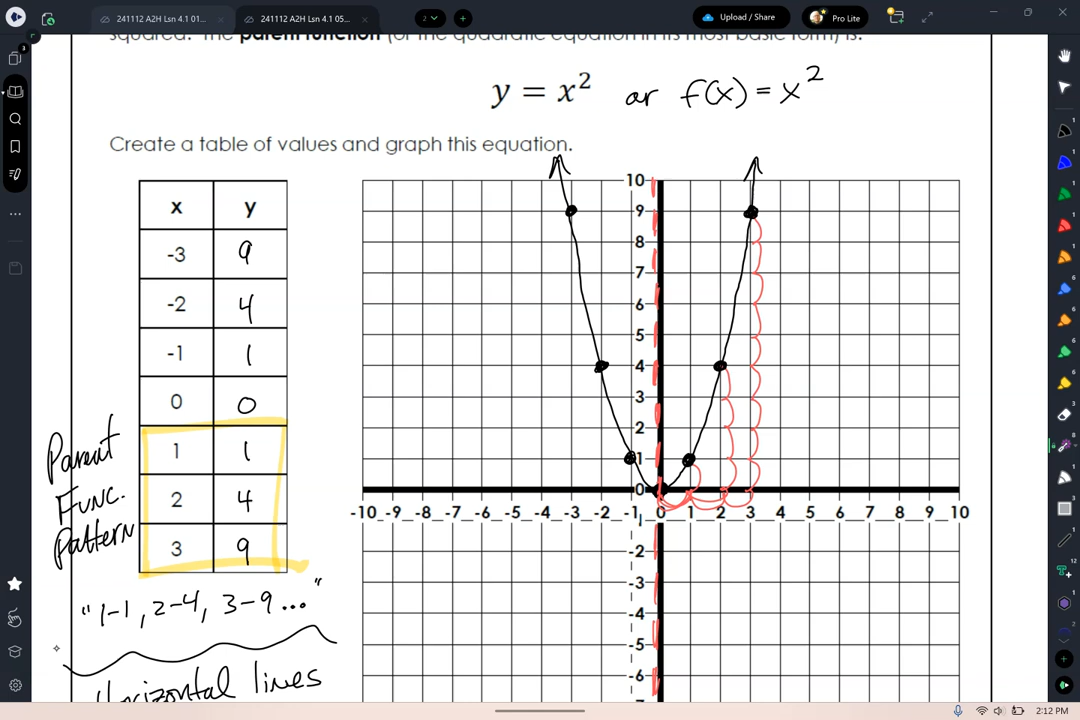 241112 A2H Lsn 4.1 01...
241112 A2H Lsn 4.1 05...
2
Upload / Share
Pro Lite
squared. The parent function (or the quadratic equation in its most basic form) is:
y = x² or f(x) = x²
Create a table of values and graph this equation.
x y
-3 9
-2 4
-1 1
0 0
1 1
2 4
3 9
Parent
Func.
Pattern
"1-1, 2-4, 3-9..."
Horizontal lines
10
9
8
7
6
5
4
3
2
1
0
-10 -9 -8 -7 -6 -5 -4 -3 -2 -1 0 1 2 3 4 5 6 7 8 9 10
-2
-3
-4
-5
-6
2:12 PM